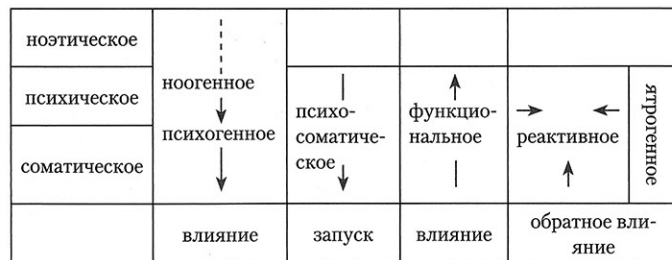 ноэтическое
ноогенное
психическое
психо-
соматиче-
ское
функцио-
нальное
реактивное
ятрогенное
психогенное
соматическое
влияние
запуск
влияние
обратное вли-
яние